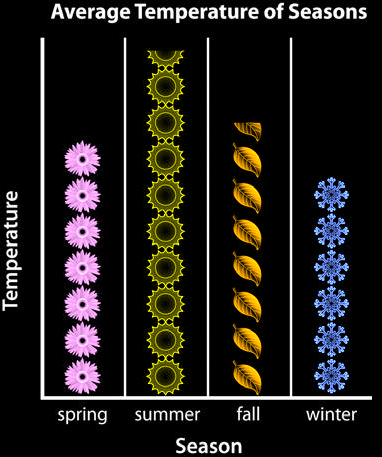 Average Temperature of Seasons
Temperature
spring summer fall winter
Season